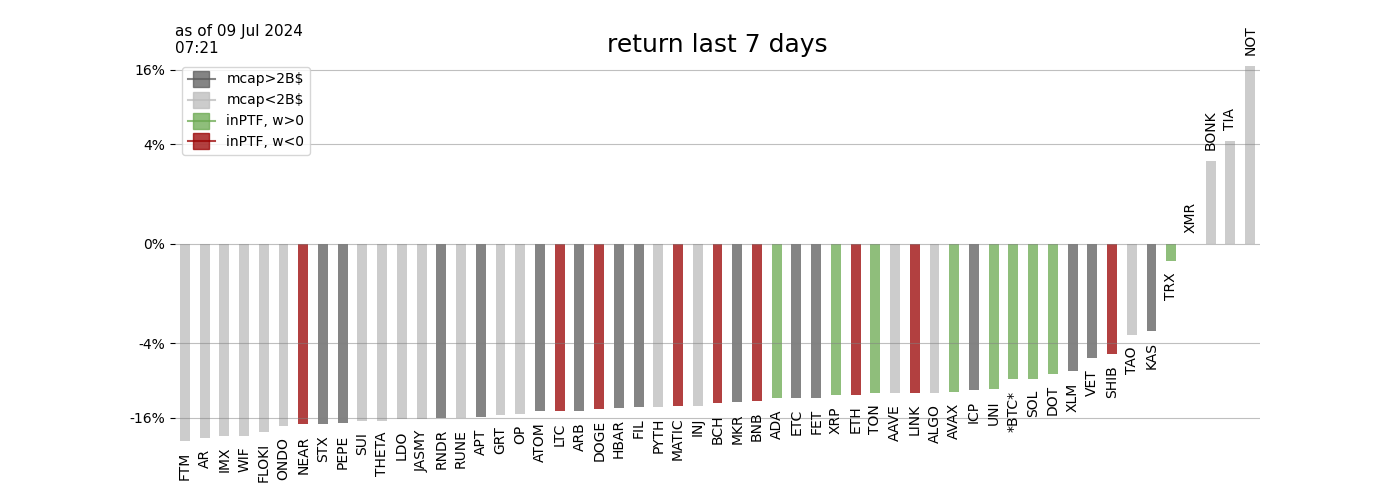 as of 09 Jul 2024
07:21
return last 7 days
mcap>2B$
mcap<2B$
inPTF, w>0
inPTF, w<0
16%
4%
0%
-4%
-16%
FTM
AR
IMX
WIF
FLOKI
ONDO
NEAR
STX
PEPE
SUI
THETA
LDO
JASMY
RNDR
RUNE
APT
GRT
OP
ATOM
LTC
ARB
DOGE
HBAR
FIL
PYTH
MATIC
INJ
BCH
MKR
BNB
ADA
ETC
FET
XRP
ETH
TON
AAVE
LINK
ALGO
AVAX
ICP
UNI
*BTC*
SOL
DOT
XLM
VET
SHIB
TAO
KAS
TRX
XMR
BONK
TIA
NOT